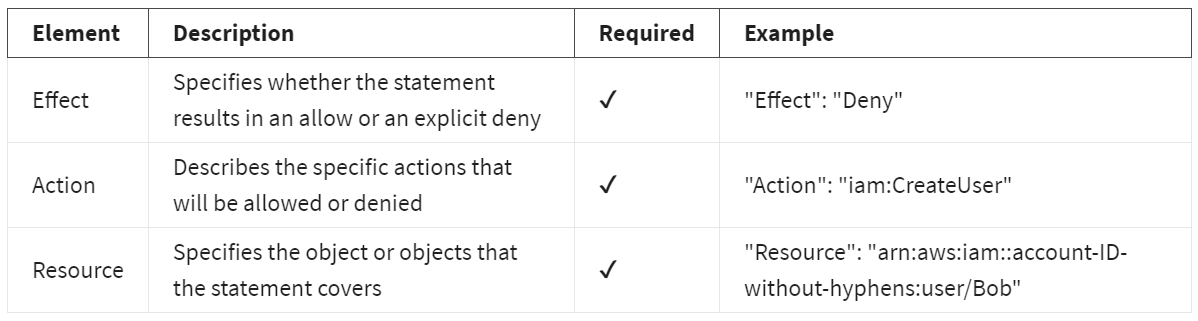 Element Description Required Example
Effect
Specifies whether the statement
results in an allow or an explicit deny
✓
"Effect": "Deny"
Action
Describes the specific actions that
will be allowed or denied
✓
"Action": "iam:CreateUser"
Resource
Specifies the object or objects that
the statement covers
✓
"Resource": "arn:aws:iam::account-ID-
without-hyphens:user/Bob"